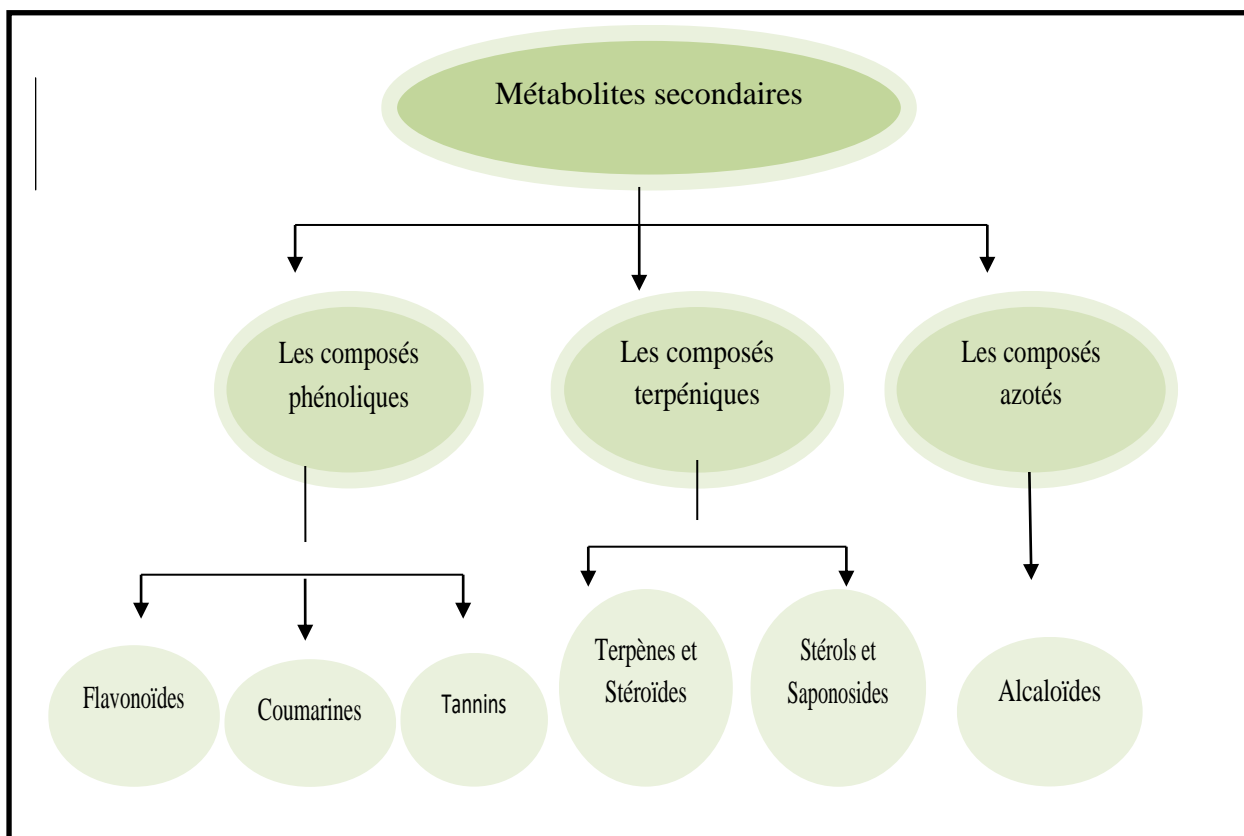 Métabolites secondaires
Les composés
phénoliques
Les composés
terpéniques
Les composés
azotés
Flavonoïdes
Coumarines
Tannins
Terpènes et
Stéroïdes
Stérols et
Saponosides
Alcaloïdes